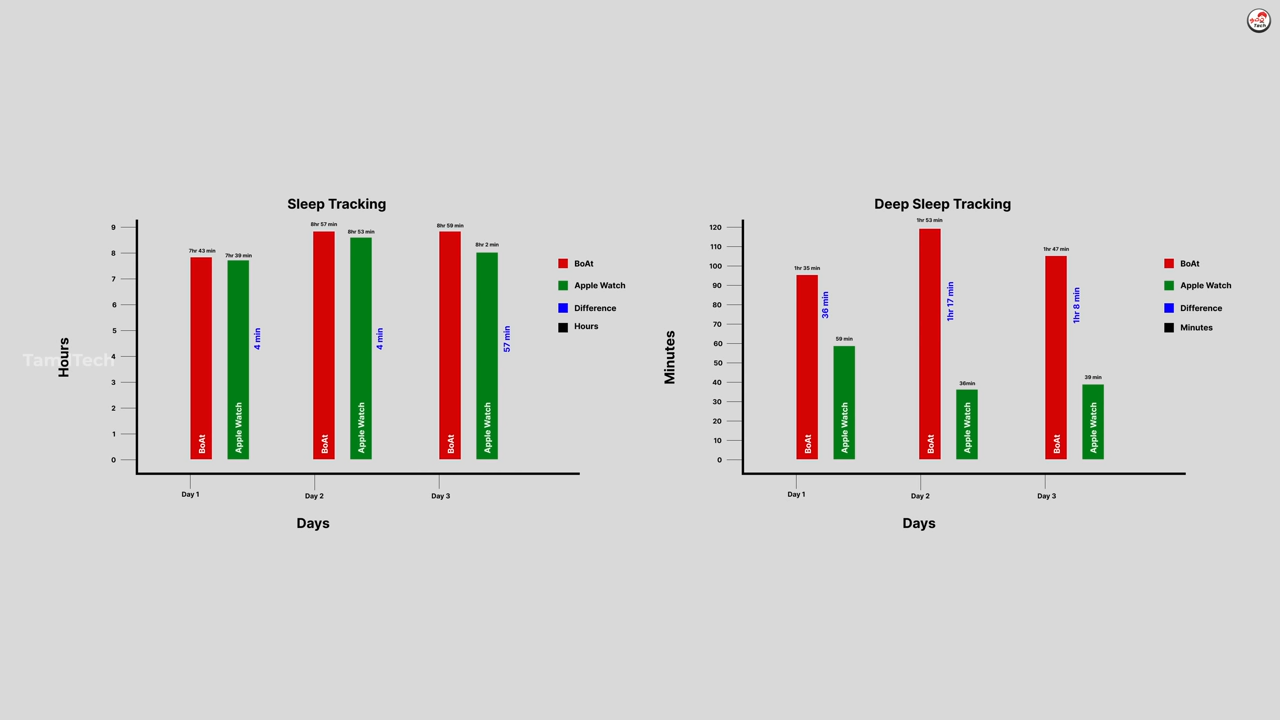 Tech
Sleep Tracking
Hours
9
8
7
6
5
4
3
2
1
0
7hr 43 min
7hr 39 min
8hr 57 min
8hr 53 min
8hr 59 min
8hr 2 min
BoAt
Apple Watch
4 min
BoAt
Apple Watch
4 min
BoAt
Apple Watch
57 min
Day 1
Day 2
Day 3
Days
BoAt
Apple Watch
Difference
Hours
Deep Sleep Tracking
Minutes
120
110
100
90
80
70
60
50
40
30
20
10
0
1hr 35 min
59 min
1hr 53 min
36min
1hr 47 min
39 min
BoAt
36 min
Apple Watch
BoAt
1hr 17 min
Apple Watch
BoAt
1hr 8 min
Apple Watch
Day 1
Day 2
Day 3
Days
BoAt
Apple Watch
Difference
Minutes